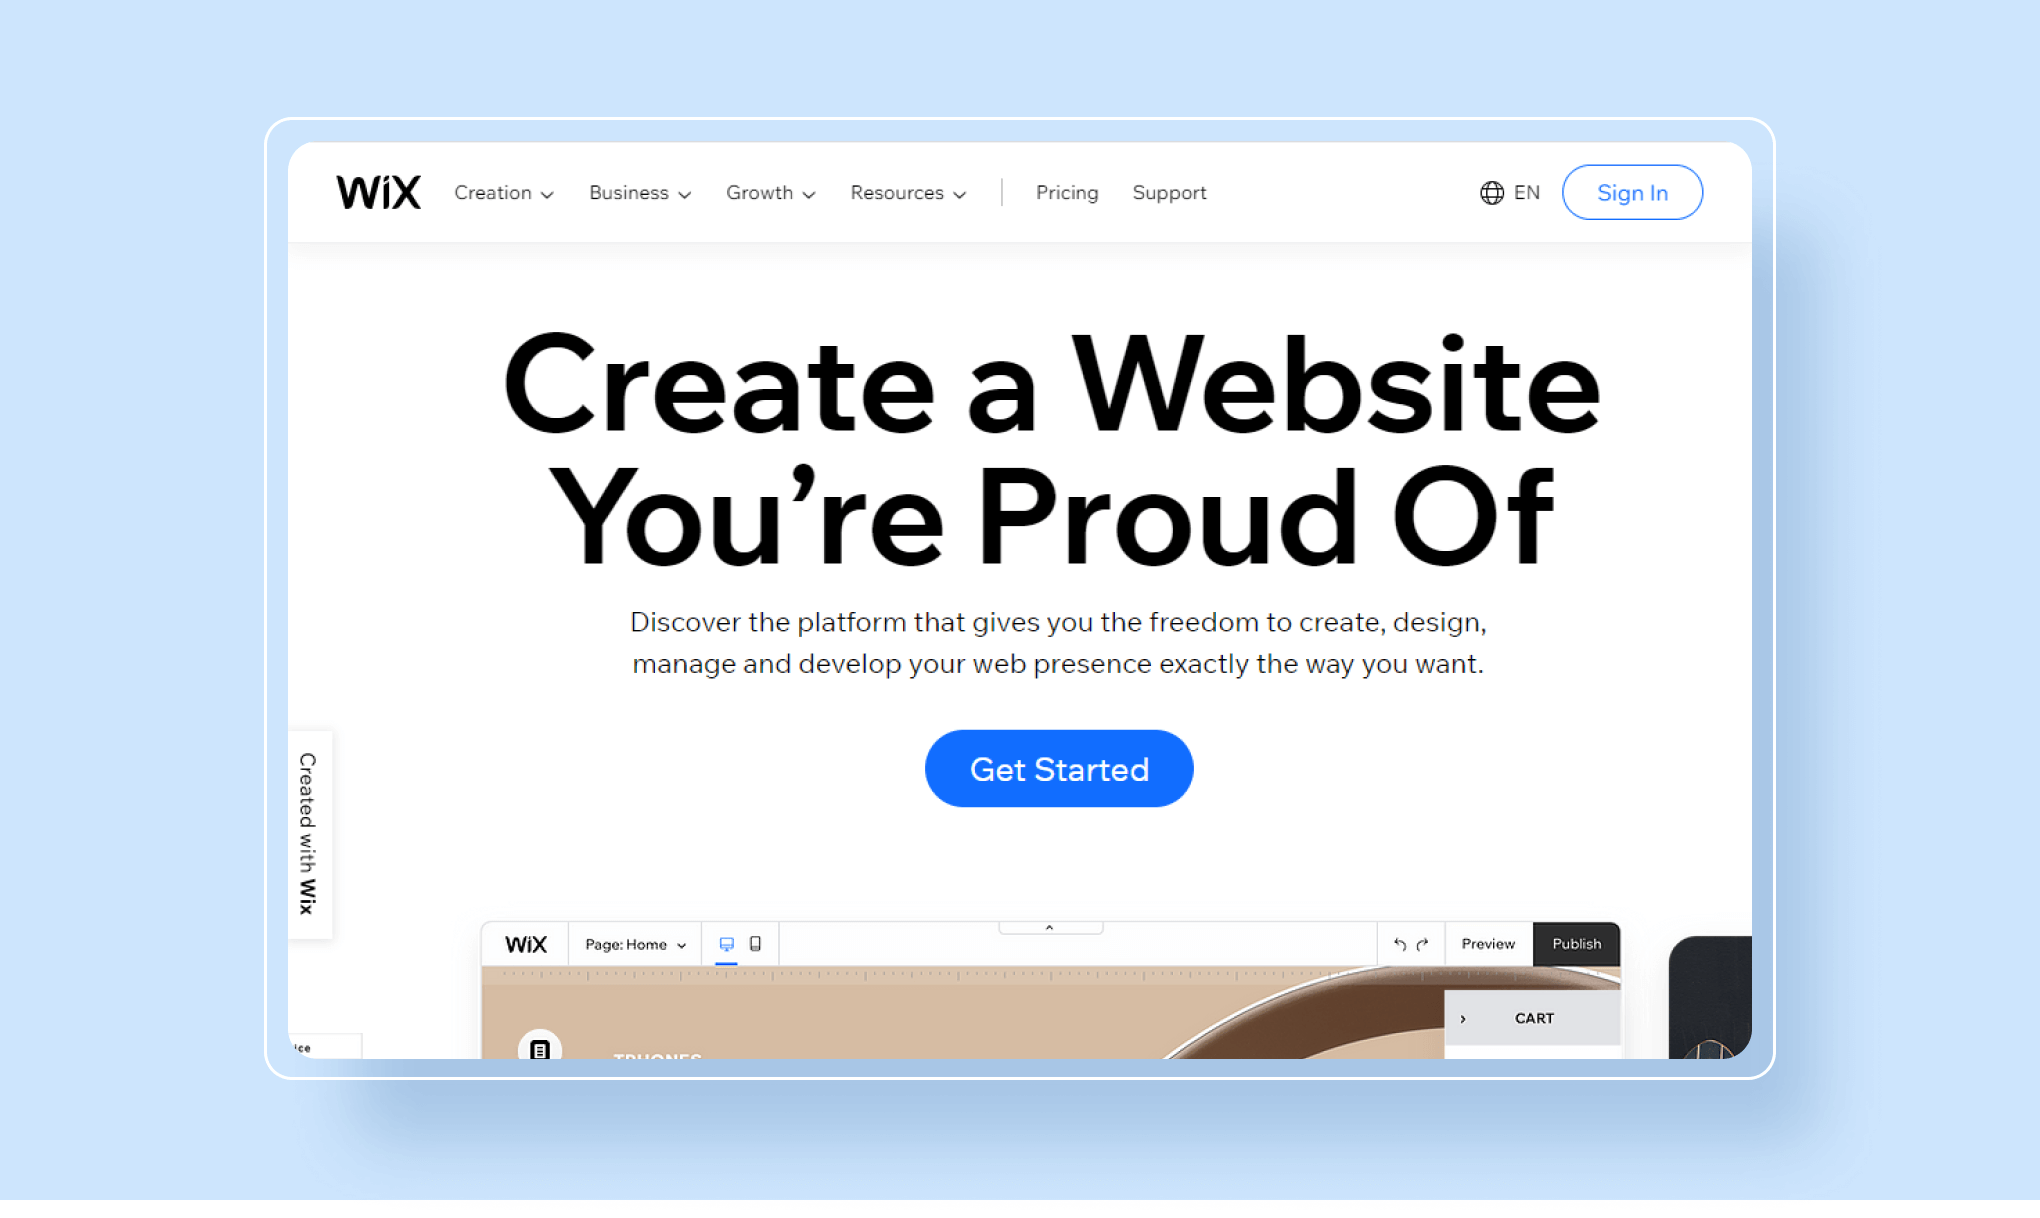 WiX
Creation
Business
Growth
Resources
Pricing
Support
EN
Sign In
Create a Website
You’re Proud Of
Discover the platform that gives you the freedom to create, design,
manage and develop your web presence exactly the way you want.
Get Started
Created with Wix
WiX
Page: Home
Preview
Publish
CART